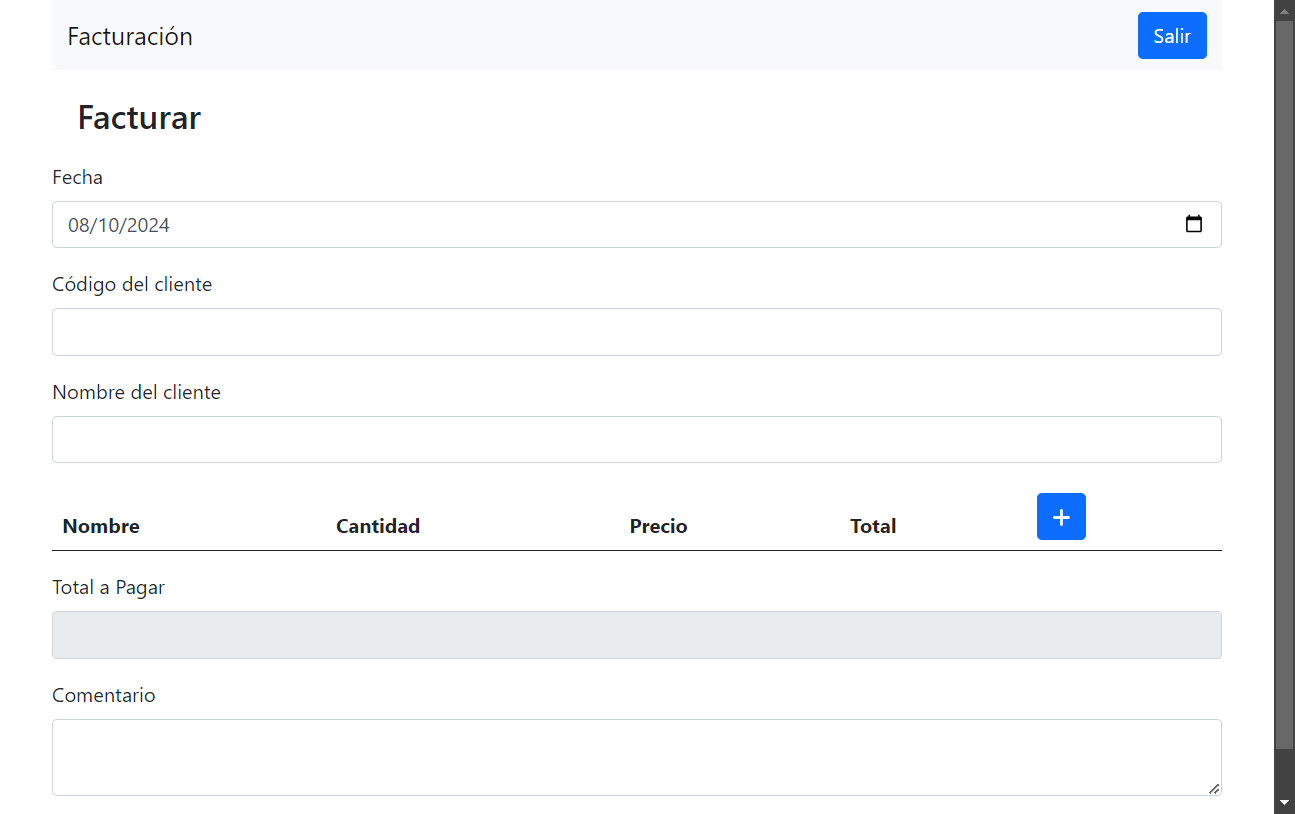 Facturación Salir
Facturar
Fecha
08/10/2024
Código del cliente
Nombre del cliente
Nombre Cantidad Precio Total +
Total a Pagar
Comentario